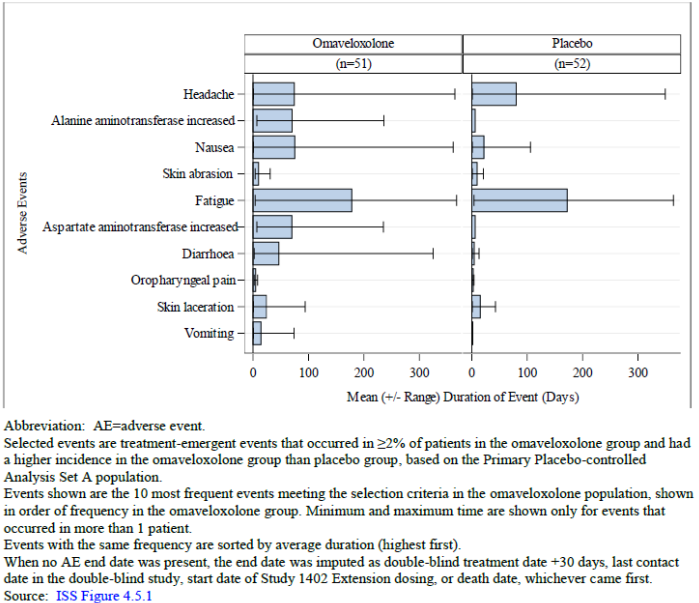 Omaveloxolone
Placebo
(n=51)
(n=52)
Adverse Events
Headache
Alanine aminotransferase increased
Nausea
Skin abrasion
Fatigue
Aspartate aminotransferase increased
Diarrhoea
Oropharyngeal pain
Skin laceration
Vomiting
0 100 200 300
0 100 200 300
Mean (+/- Range) Duration of Event (Days)
Abbreviation: AE=adverse event.
Selected events are treatment-emergent events that occurred in ≥2% of patients in the omaveloxolone group and had
a higher incidence in the omaveloxolone group than placebo group, based on the Primary Placebo-controlled
Analysis Set A population.
Events shown are the 10 most frequent events meeting the selection criteria in the omaveloxolone population, shown
in order of frequency in the omaveloxolone group. Minimum and maximum time are shown only for events that
occurred in more than 1 patient.
Events with the same frequency are sorted by average duration (highest first).
When no AE end date was present, the end date was imputed as double-blind treatment date +30 days, last contact
date in the double-blind study, start date of Study 1402 Extension dosing, or death date, whichever came first.
Source: ISS Figure 4.5.1